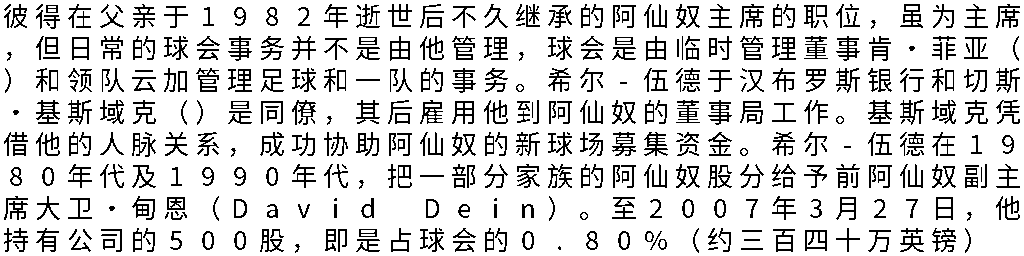 彼得在父亲于1982年逝世后不久继承的阿仙奴主席的职位，虽为主席
，但日常的球会事务并不是由他管理，球会是由临时管理董事肯·菲亚（
）和领队云加管理足球和一队的事务。希尔-伍德于汉布罗斯银行和切斯
·基斯域克（）是同僚，其后雇用他到阿仙奴的董事局工作。基斯域克凭
借他的人脉关系，成功协助阿仙奴的新球场募集资金。希尔-伍德在19
80年代及1990年代，把一部分家族的阿仙奴股分给予前阿仙奴副主
席大卫·甸恩（David Dein）。至2007年3月27日，他
持有公司的500股，即是占球会的0.80%（约三百四十万英镑）